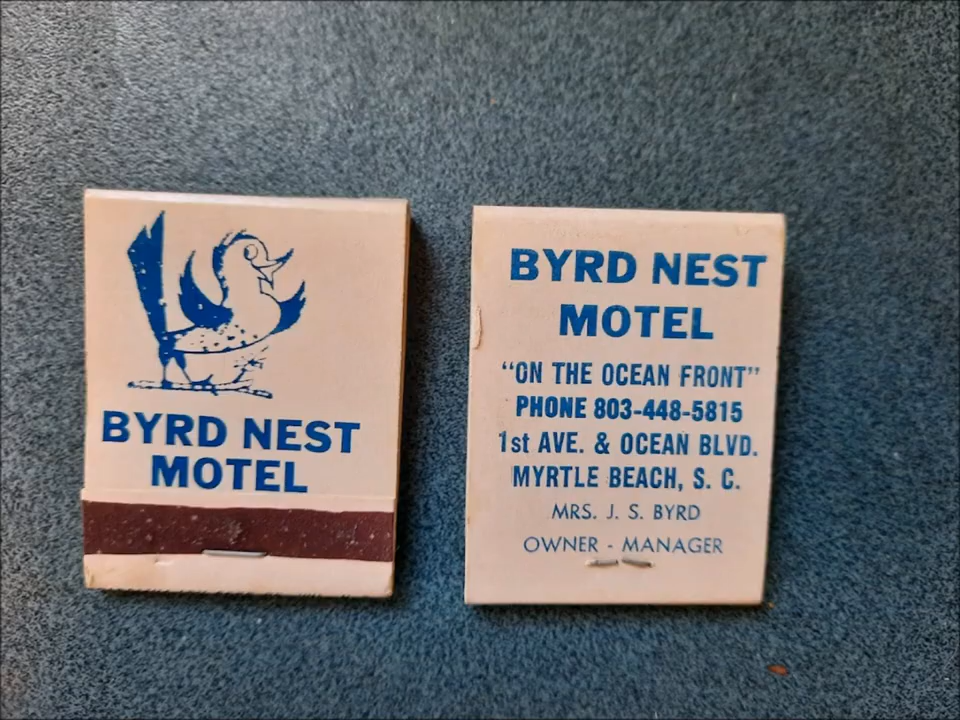 BYRD NEST
MOTEL
BYRD NEST
MOTEL
"ON THE OCEAN FRONT"
PHONE 803-448-5815
1st AVE. & OCEAN BLVD.
MYRTLE BEACH, S. C.
MRS. J. S. BYRD
OWNER - MANAGER